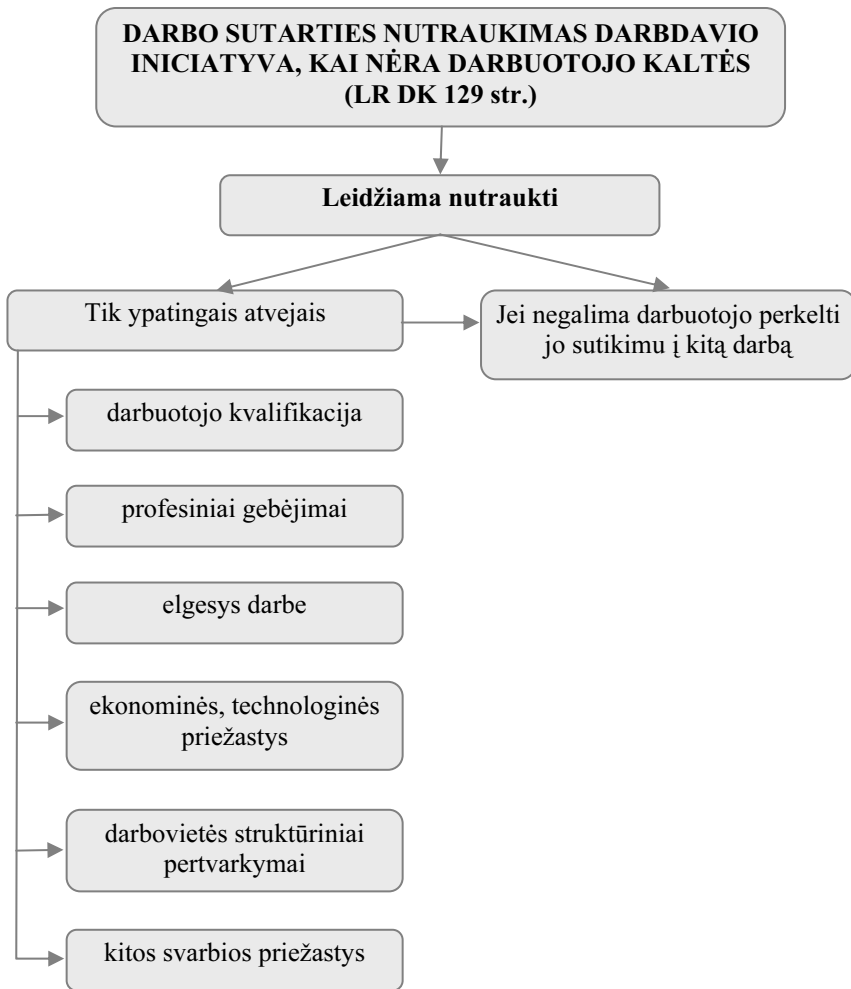 DARBO SUTARTIES NUTRAUKIMAS DARBDAVIO
INICIATYVA, KAI NĖRA DARBUOTOJO KALTĖS
(LR DK 129 str.)
Leidžiama nutraukti
Tik ypatingais atvejais
Jei negalima darbuotojo perkelti
jo sutikimu į kitą darbą
darbuotojo kvalifikacija
profesiniai gebėjimai
elgesys darbe
ekonominės, technologinės
priežastys
darbovietės struktūriniai
pertvarkymai
kitos svarbios priežastys